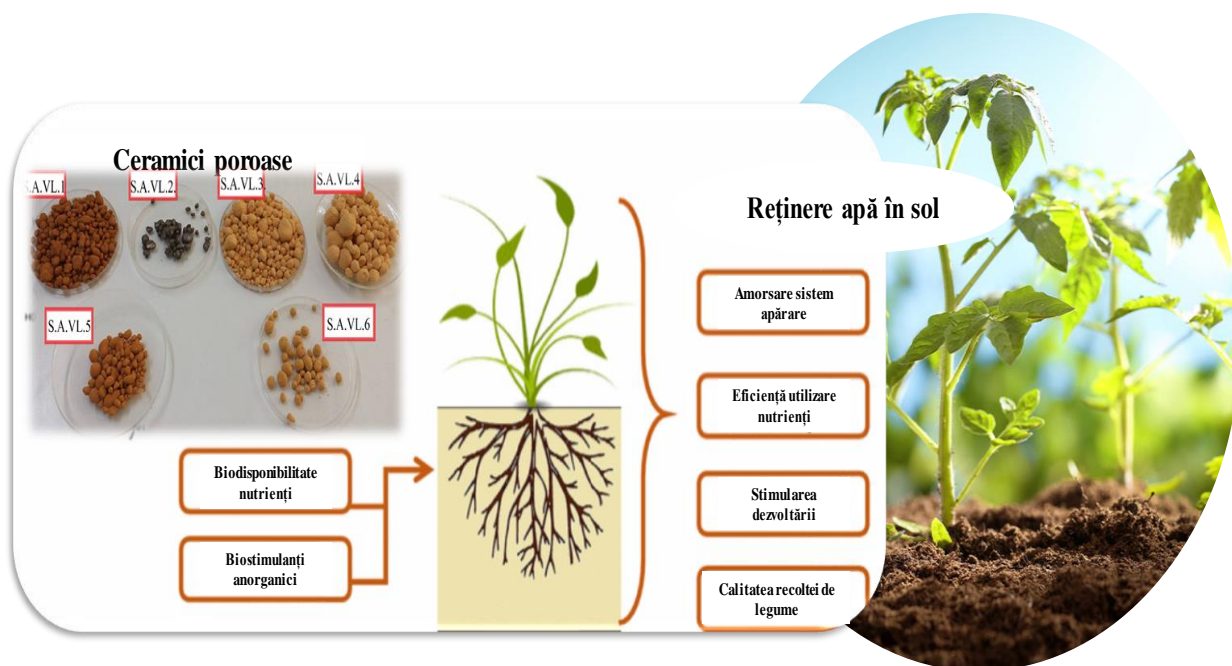 Ceramici poroase
S.A.VL.1
S.A.VL.2.
S.A.VL.3.
S.A.VL.4
S.A.VL.5
S.A.VL.6
Biodisponibilitate
nutrienți
Biostimulanți
anorganici
Reținere apă în sol
Amorsare sistem
apărare
Eficiență utilizare
nutrienți
Stimularea
dezvoltării
Calitatea recoltei de
legume